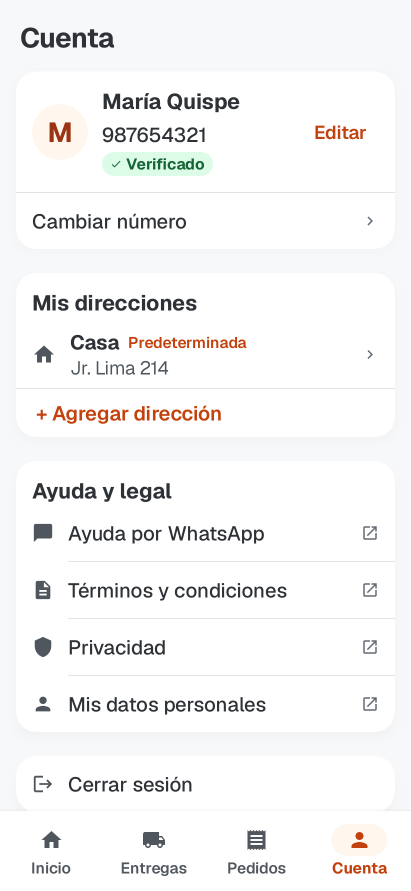 Cuenta
M
María Quispe
987654321
Verificado
Editar
Cambiar número
Mis direcciones
Casa Predeterminada
Jr. Lima 214
+ Agregar dirección
Ayuda y legal
Ayuda por WhatsApp
Términos y condiciones
Privacidad
Mis datos personales
Cerrar sesión
Inicio Entregas Pedidos Cuenta